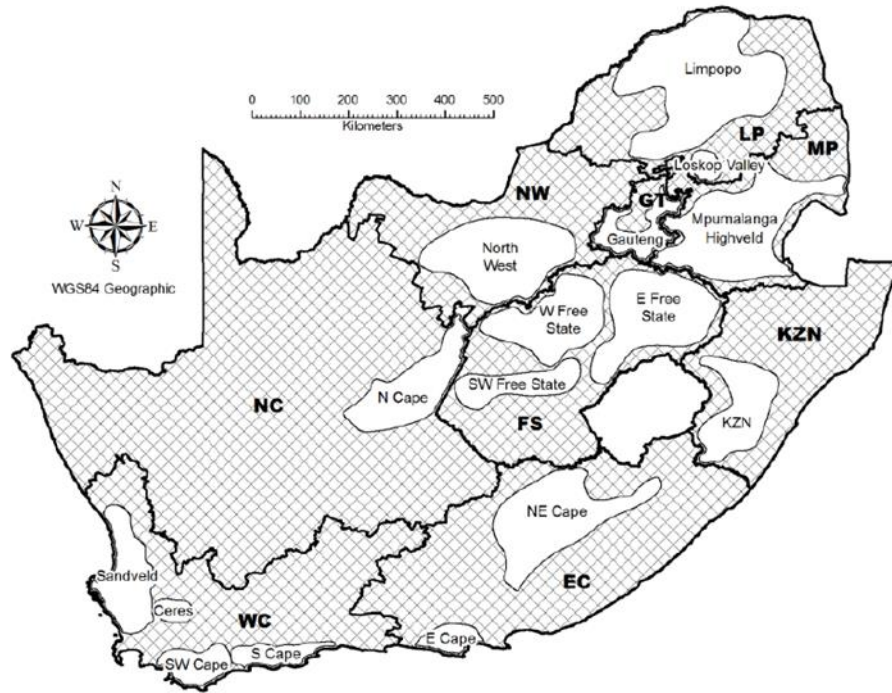 Limpopo
0 100 200 300 400 500
Kilometers
LP
MP
Loskop Valley
NW
GT
N
W E
S
WGS84 Geographic
Mpumalanga
Highveld
Gauteng
North
West
W Free
State
E Free
State
KZN
SW Free State
N Cape
NC
FS
KZN
NE Cape
EC
Sandveld
Ceres
WC
E Cape
S Cape
SW Cape